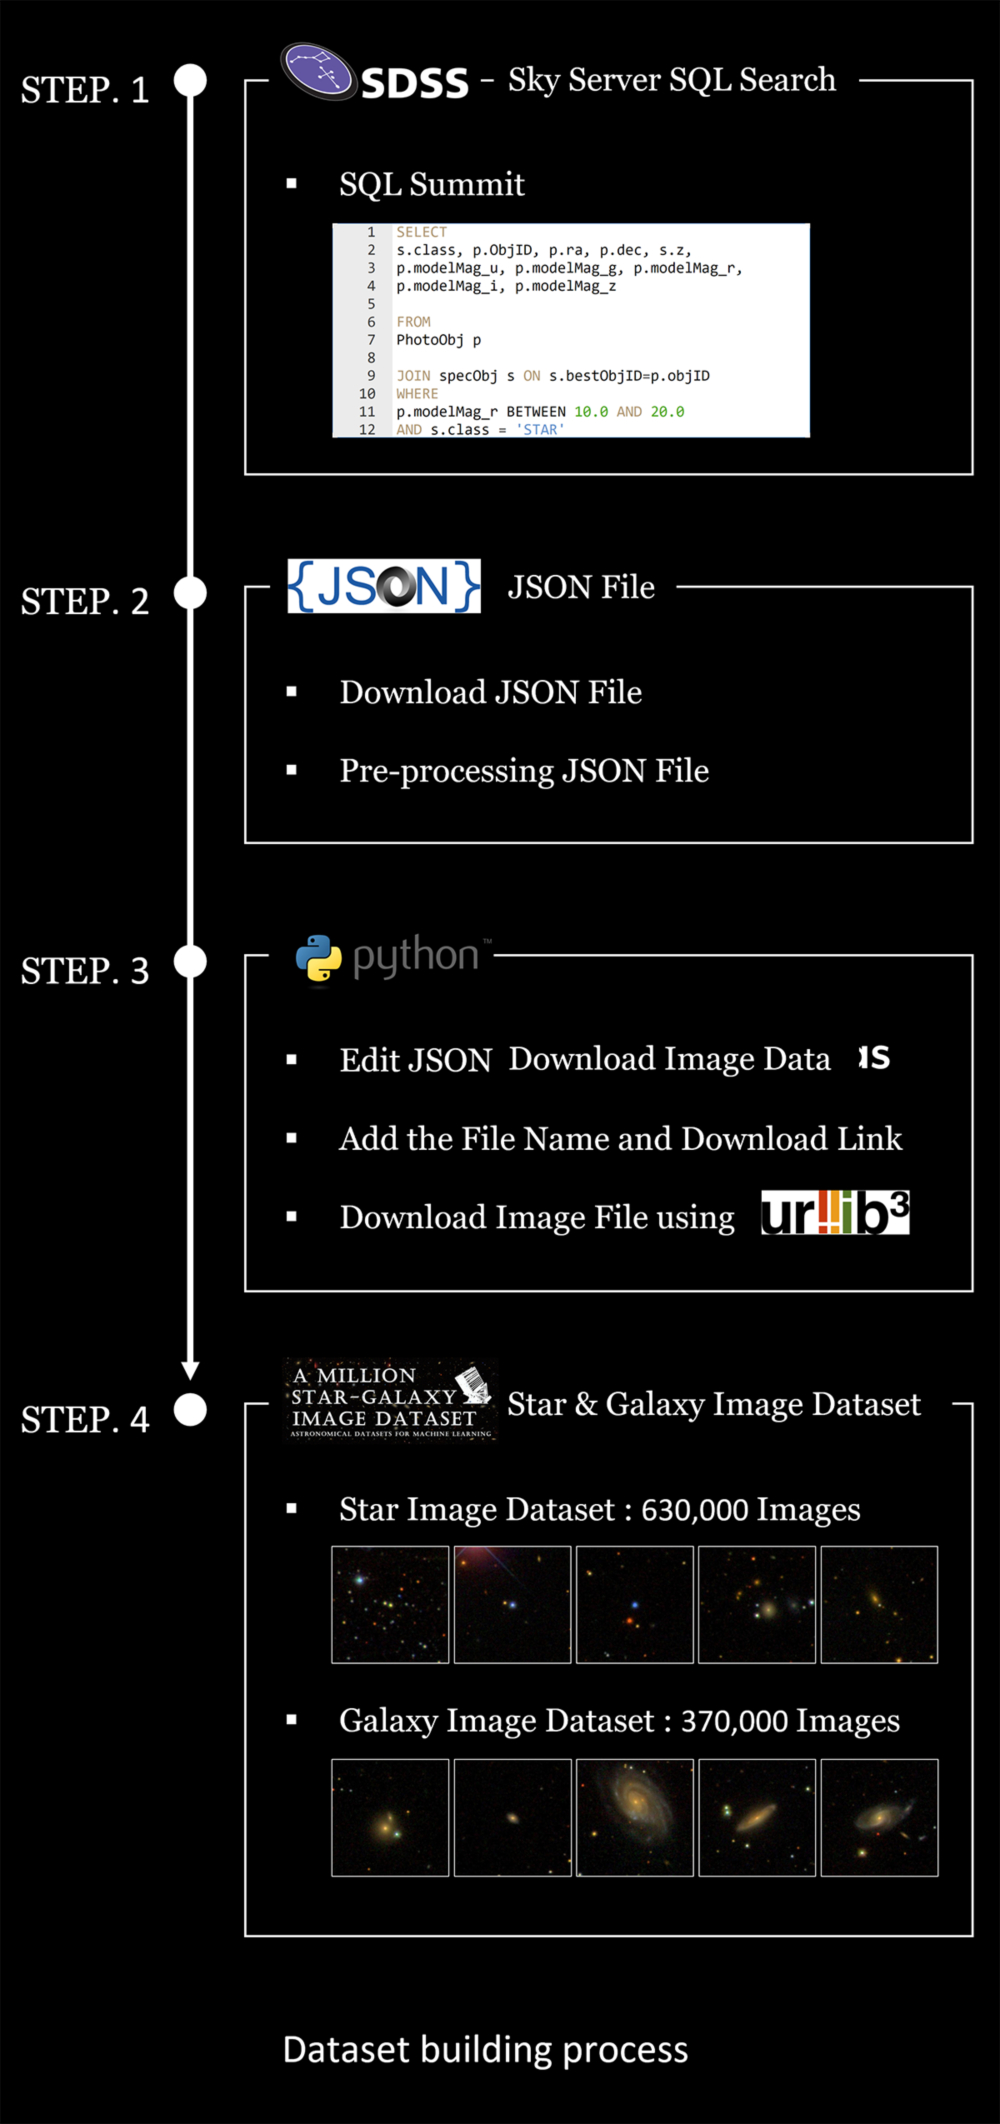 STEP. 1
SDSS - Sky Server SQL Search
SQL Summit
1 SELECT
2 s.class, p.ObjID, p.ra, p.dec, s.z,
3 p.modelMag_u, p.modelMag_g, p.modelMag_r,
4 p.modelMag_i, p.modelMag_z
5
6 FROM
7 PhotoObj p
8
9 JOIN specObj s ON s.bestObjID=p.objID
10 WHERE
11 p.modelMag_r BETWEEN 10.0 AND 20.0
12 AND s.class = 'STAR'
STEP. 2
{JSON} JSON File
Download JSON File
Pre-processing JSON File
STEP. 3
python™
Edit JSON Download Image Data
Add the File Name and Download Link
Download Image File using urllib3
STEP. 4
A MILLION
STAR-GALAXY
IMAGE DATASET
ASTRONOMICAL DATASETS FOR MACHINE LEARNING
Star & Galaxy Image Dataset
Star Image Dataset : 630,000 Images
Galaxy Image Dataset : 370,000 Images
Dataset building process